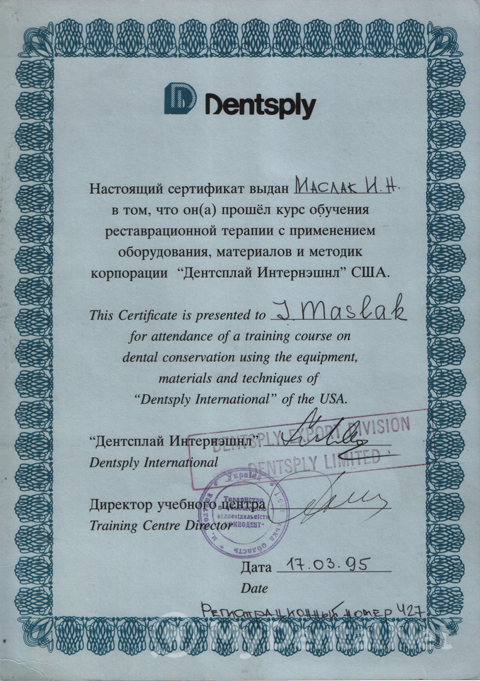 Dentsply
Настоящий сертификат выдан Маслак И.Н.
в том, что он(а) прошёл курс обучения
реставрационной терапии с применением
оборудования, материалов и методик
корпорации “Дентсплай Интернэшнл” США.
This Certificate is presented to I. Maslak
for attendance of a training course on
dental conservation using the equipment,
materials and techniques of
“Dentsply International” of the USA.
“Дентсплай Интернэшнл”
Dentsply International
DENTSPLY EXPORT DIVISION
DENTSPLY LIMITED
Директор учебного центра
Training Centre Director
Дата 17.03.95
Date
Регистрационный номер 427